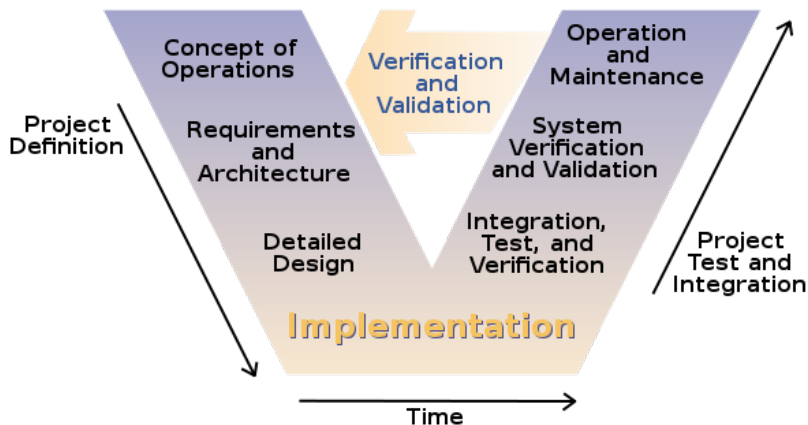 Concept of
Operations
Verification
and
Validation
Operation
and
Maintenance
Project
Definition
Requirements
and
Architecture
System
Verification
and Validation
Detailed
Design
Integration,
Test, and
Verification
Project
Test and
Integration
Implementation
Time